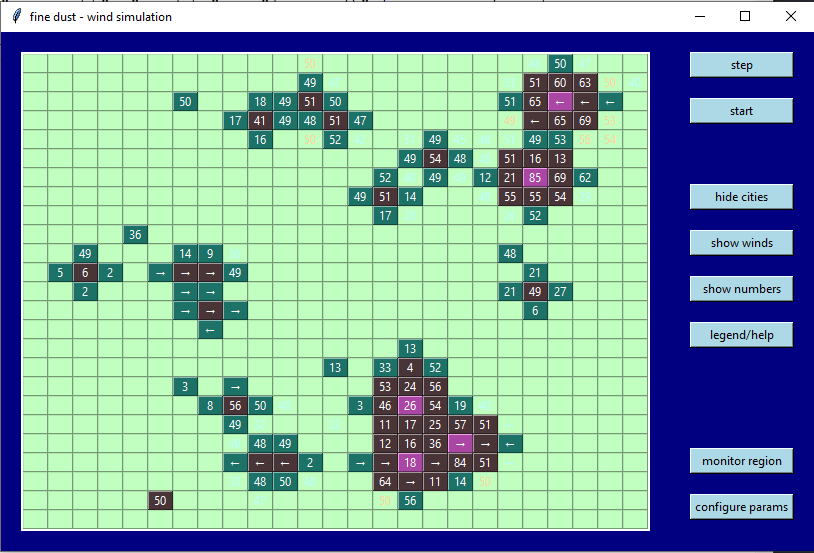 fine dust - wind simulation
50
50
49
51 60 63 50
50 18 49 51 50 51 65 ← ← ←
17 41 49 48 51 47 49 ← 65 69 53
16 50 52 49 49 53 56 54
49 54 48 51 16 13
52 49 12 21 85 69 62
49 51 14 55 55 54
17 52
36
49 14 9 48
5 6 2 → → → 49 21
2 → → 21 49 27
→ → → 6
←
13
13 33 4 52
3 → 53 24 56
8 56 50 3 46 26 54 19
49 11 17 25 57 51
48 49 12 16 36 → → ←
← ← ← 2 → → 18 → 84 51
48 50 64 → 11 14 50
50 50 56
step
start
hide cities
show winds
show numbers
legend/help
monitor region
configure params